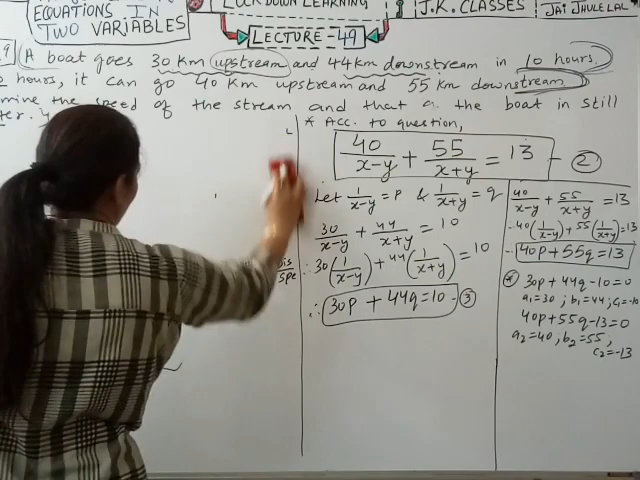 EQUATIONS IN
TWO VARIABLES
LOCKDOWN LEARNING
LECTURE-49
J.K. CLASSES
JAI JHULELAL
9 A boat goes 30 Km upstream and 44 Km downstream in 10 hours.
hours, it can go 40 Km upstream and 55 Km downstream.
mine the speed of the stream and that of the boat in still
* ACC. to question,
40/(x-y) + 55/(x+y) = 13 - ②
Let 1/(x-y) = P & 1/(x+y) = q
30/(x-y) + 44/(x+y) = 10
∴ 30(1/(x-y)) + 44(1/(x+y)) = 10
∴ 30P + 44q = 10 - ③
40/(x-y) + 55/(x+y) = 13
∴ 40(1/(x-y)) + 55(1/(x+y)) = 13
40P + 55q = 13
* 30P + 44q - 10 = 0
a₁ = 30 ; b₁ = 44 ; c₁ = -10
40P + 55q - 13 = 0
a₂ = 40, b₂ = 55,
c₂ = -13